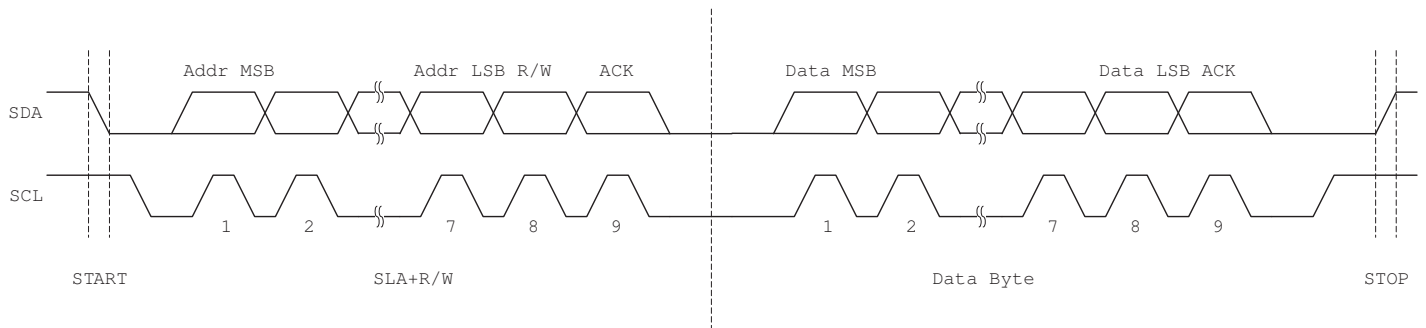 Addr MSB Addr LSB R/W ACK Data MSB Data LSB ACK
SDA
SCL
1 2 7 8 9 1 2 7 8 9
START SLA+R/W Data Byte STOP